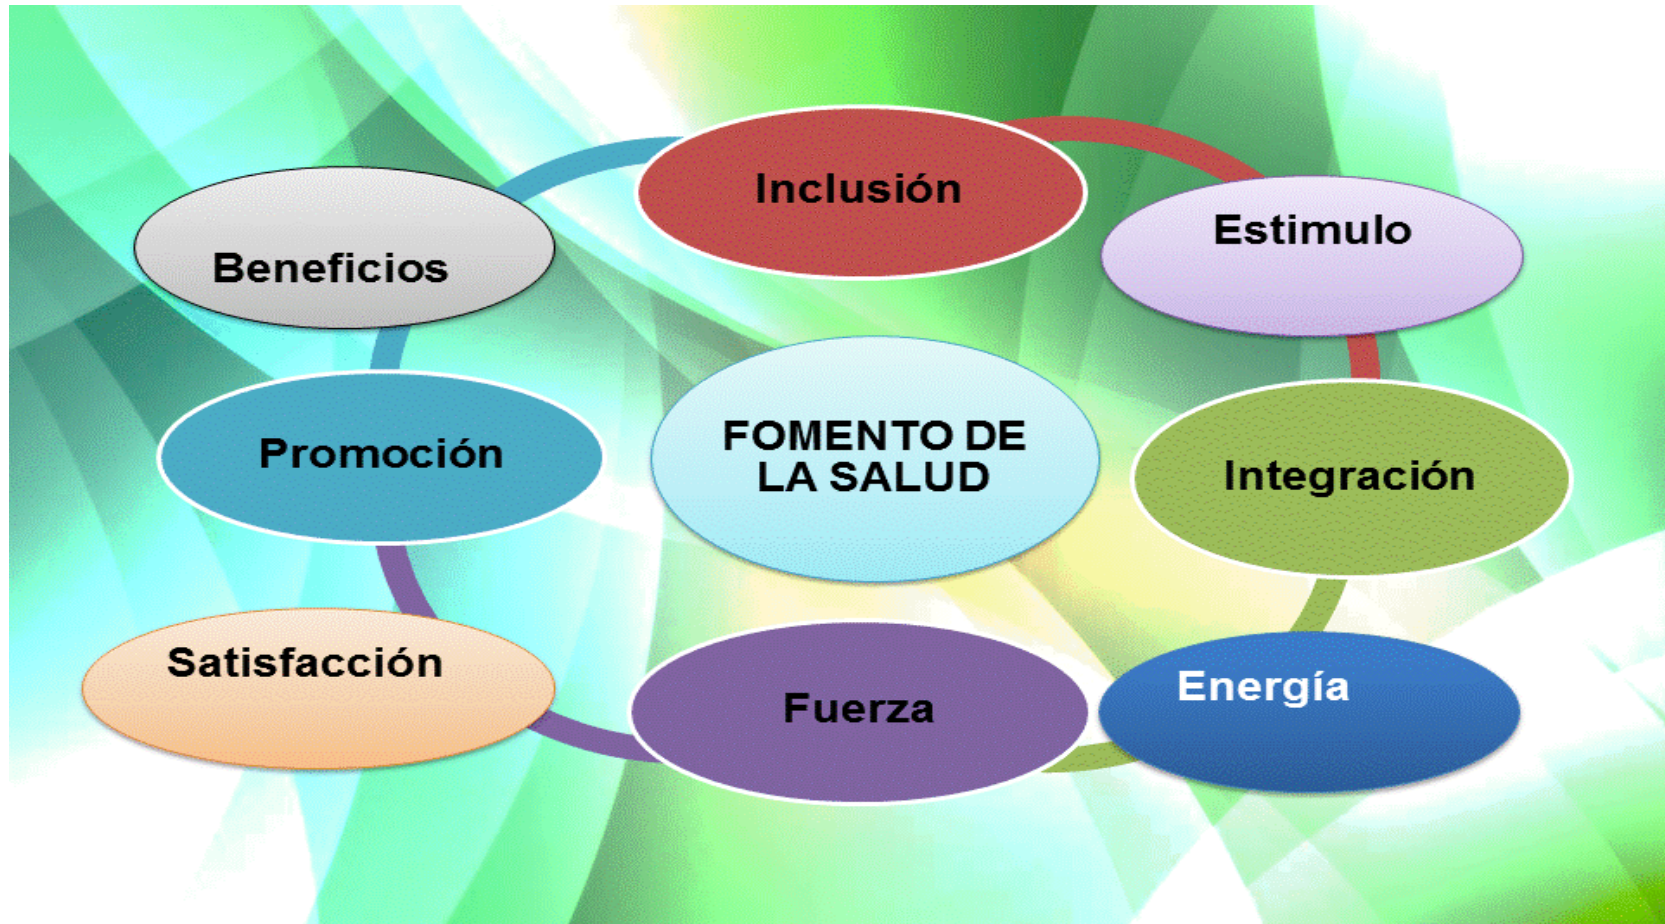 Inclusión
Estimulo
Beneficios
FOMENTO DE
LA SALUD
Promoción
Integración
Satisfacción
Energía
Fuerza